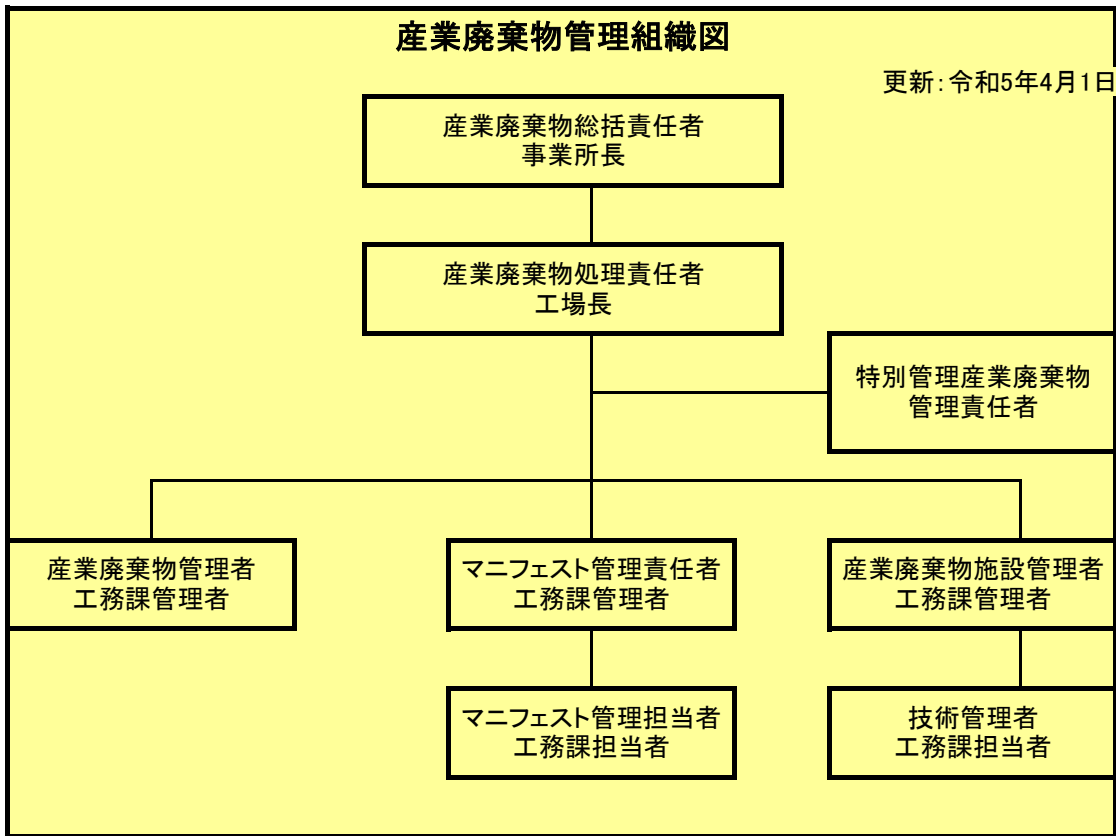 産業廃棄物管理組織図
更新:令和5年4月1日
産業廃棄物総括責任者
事業所長
産業廃棄物処理責任者
工場長
特別管理産業廃棄物
管理責任者
産業廃棄物管理者
工務課管理者
マニフェスト管理責任者
工務課管理者
産業廃棄物施設管理者
工務課管理者
マニフェスト管理担当者
工務課担当者
技術管理者
工務課担当者